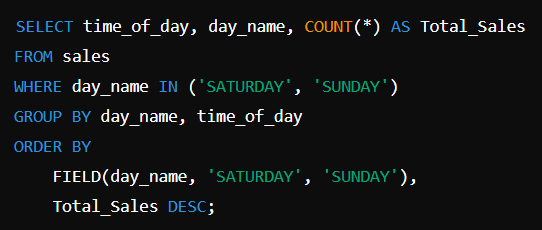 SELECT time_of_day, day_name, COUNT(*) AS Total_Sales
FROM sales
WHERE day_name IN ('SATURDAY', 'SUNDAY')
GROUP BY day_name, time_of_day
ORDER BY
    FIELD(day_name, 'SATURDAY', 'SUNDAY'),
    Total_Sales DESC;